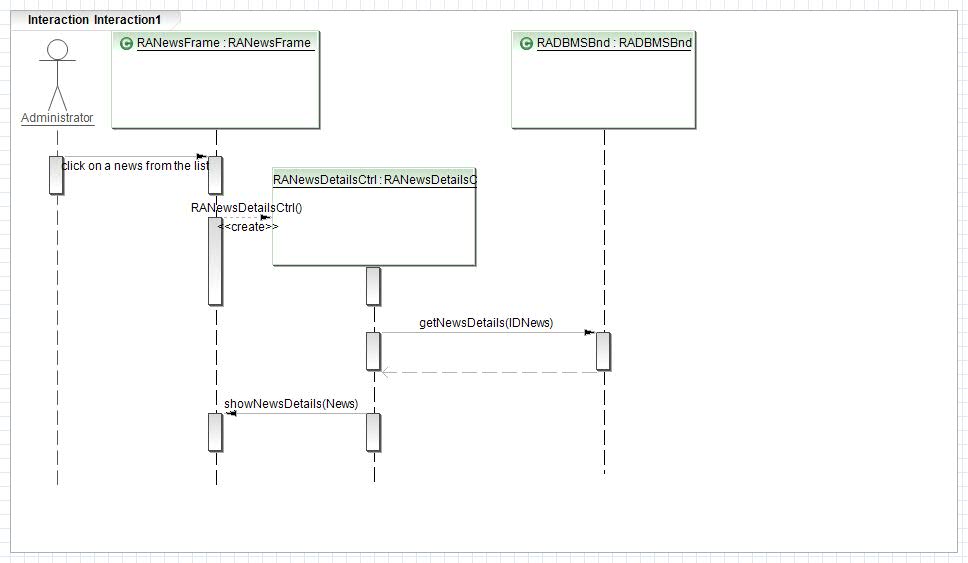 Interaction Interaction1
RANewsFrame : RANewsFrame
RADBMSBnd : RADBMSBnd
Administrator
click on a news from the list
RANewsDetailsCtrl : RANewsDetailsC
RANewsDetailsCtrl()
<<create>>
getNewsDetails(IDNews)
showNewsDetails(News)